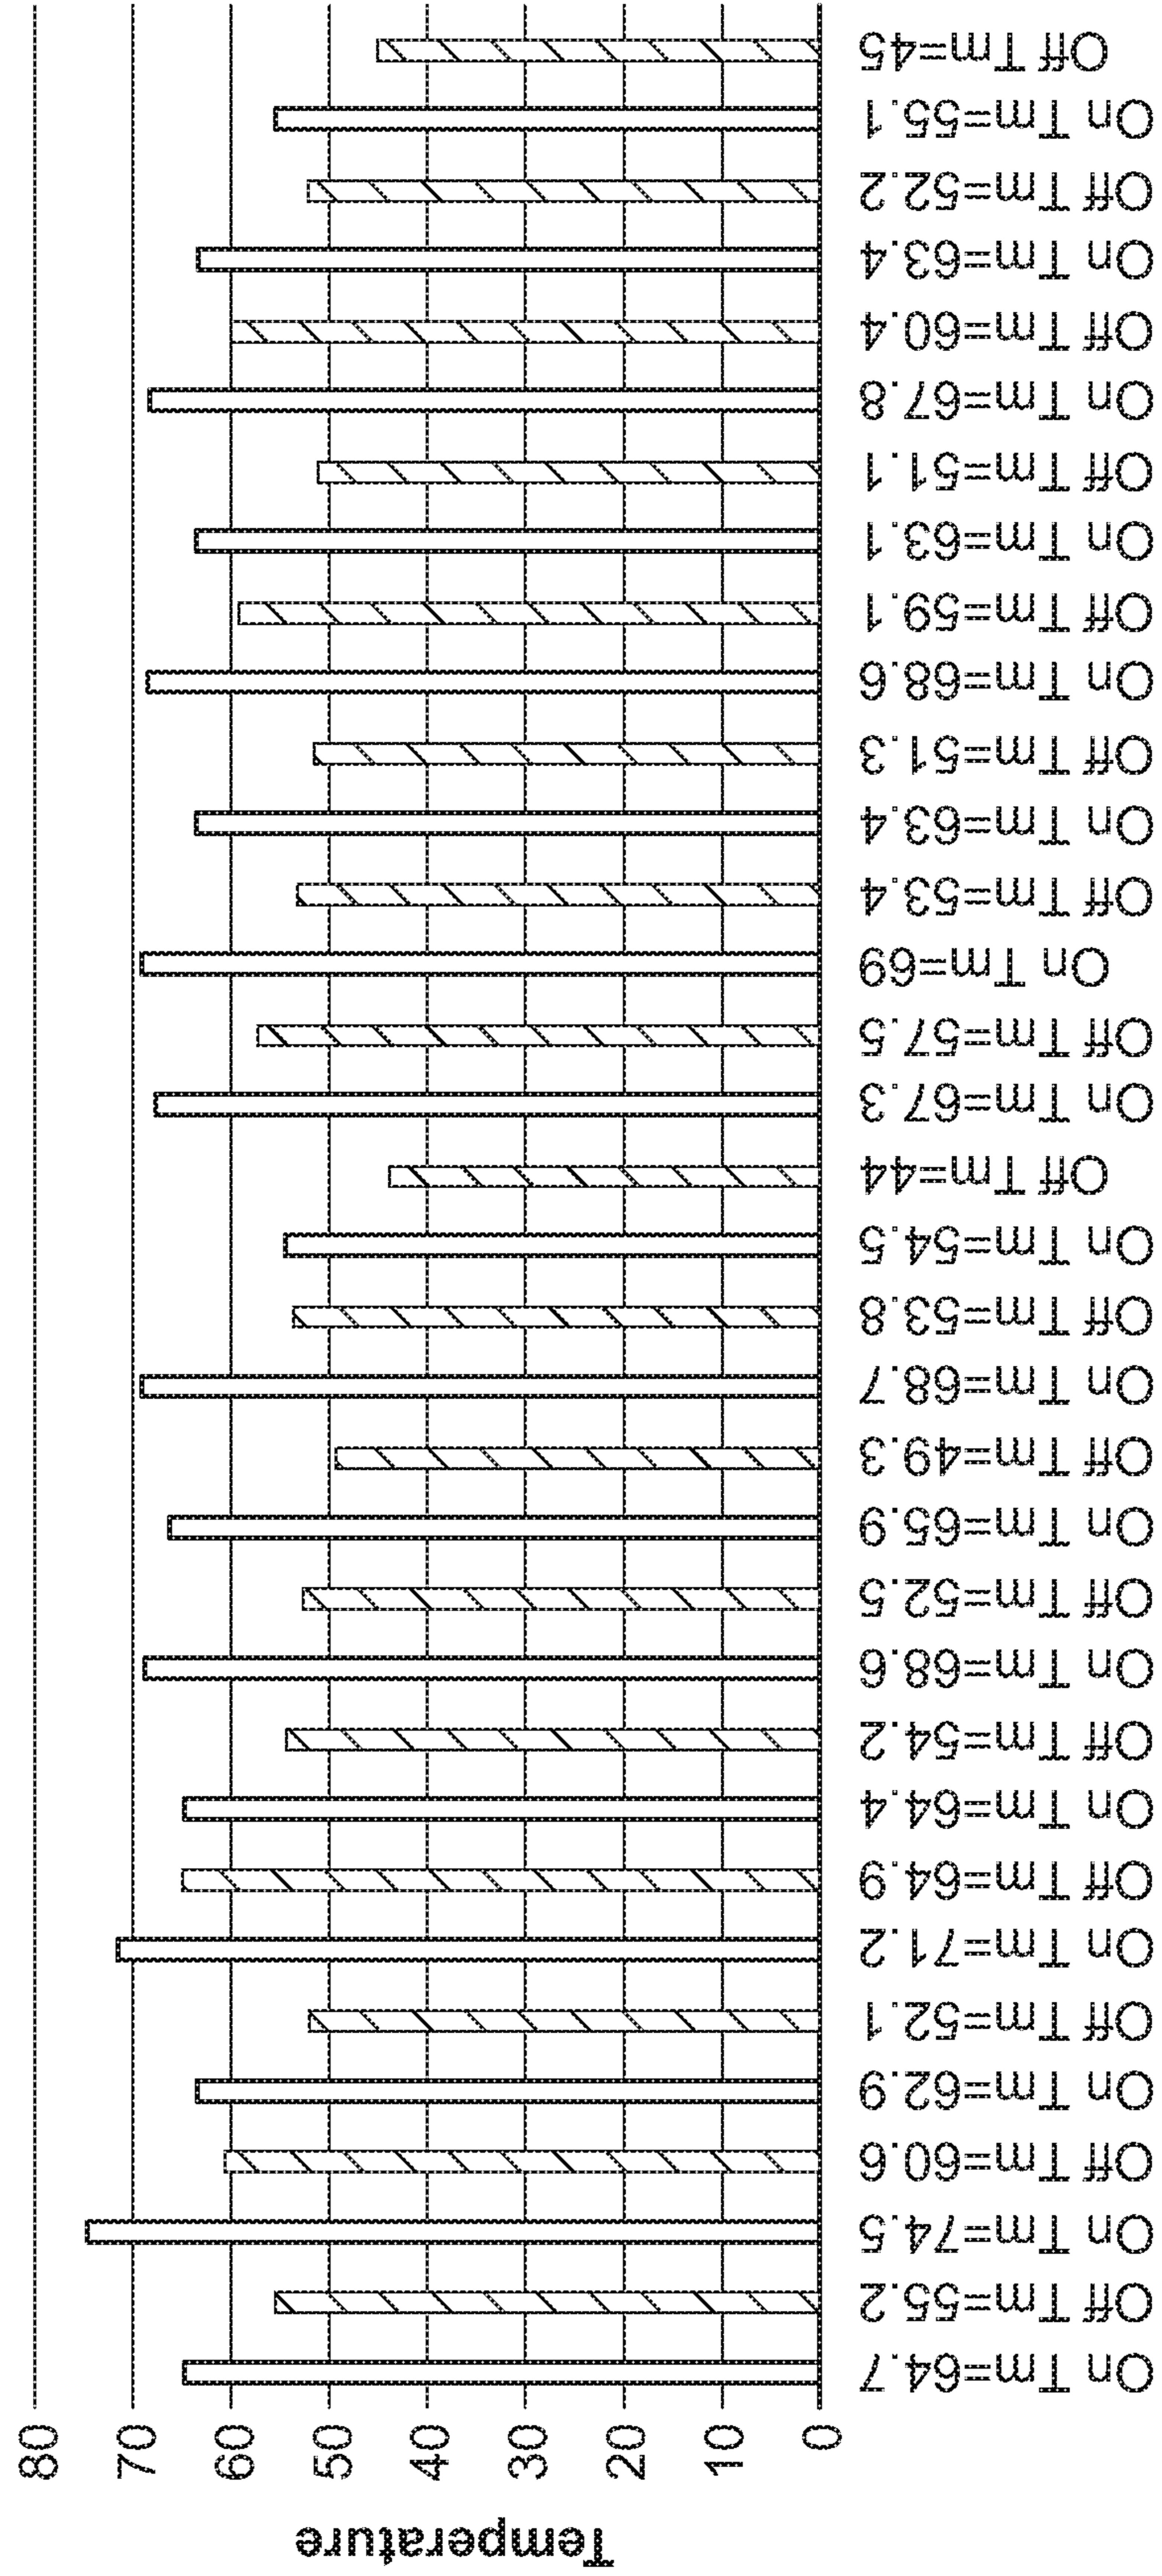 Temperature
80
70
60
50
40
30
20
10
0
On Tm=64.7
Off Tm=55.2
On Tm=74.5
Off Tm=60.6
On Tm=62.9
Off Tm=52.1
On Tm=71.2
Off Tm=64.9
On Tm=64.4
Off Tm=54.2
On Tm=68.6
Off Tm=52.5
On Tm=65.9
Off Tm=49.3
On Tm=68.7
Off Tm=53.8
On Tm=54.5
Off Tm=44
On Tm=67.3
Off Tm=57.5
On Tm=69
Off Tm=53.4
On Tm=63.4
Off Tm=51.3
On Tm=68.6
Off Tm=59.1
On Tm=63.1
Off Tm=51.1
On Tm=67.8
Off Tm=60.4
On Tm=63.4
Off Tm=52.2
On Tm=55.1
Off Tm=45